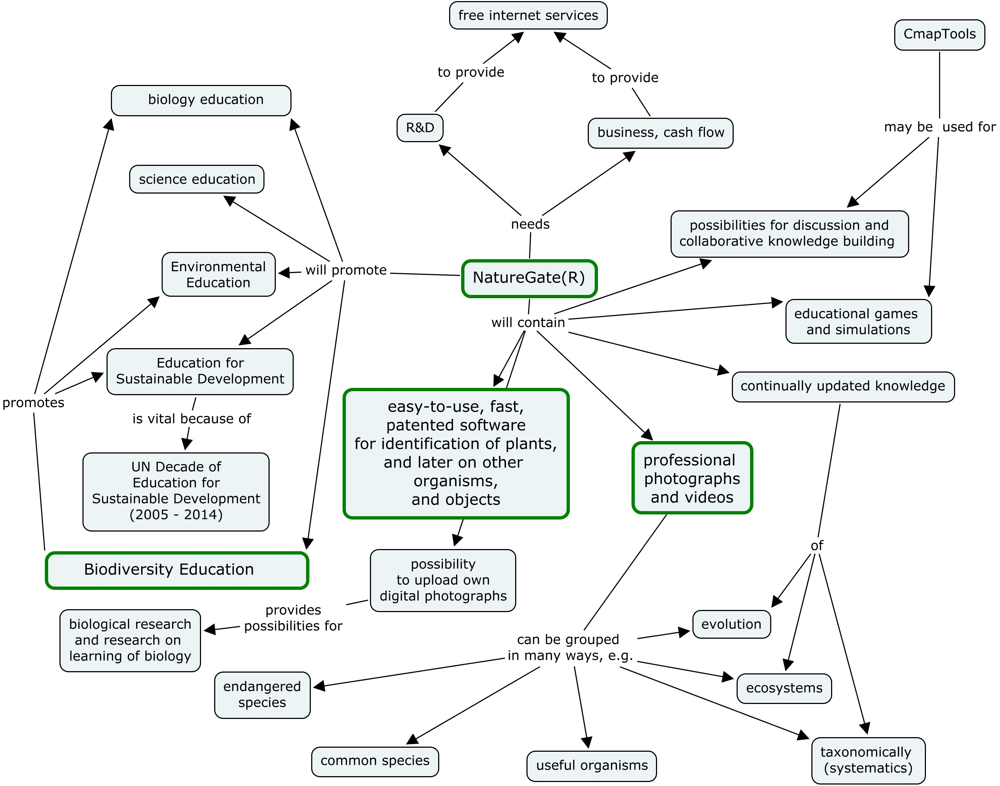 free internet services
CmapTools
to provide
to provide
biology education
R&D
business, cash flow
may be  used for
science education
needs
possibilities for discussion and
collaborative knowledge building
Environmental
Education
will promote
NatureGate(R)
will contain
educational games
and simulations
Education for
Sustainable Development
continually updated knowledge
promotes
is vital because of
easy-to-use, fast,
patented software
for identification of plants,
and later on other
organisms,
and objects
professional
photographs
and videos
UN Decade of
Education for
Sustainable Development
(2005 - 2014)
of
Biodiversity Education
possibility
to upload own
digital photographs
provides
possibilities for
biological research
and research on
learning of biology
evolution
can be grouped
in many ways, e.g.
endangered
species
ecosystems
common species
useful organisms
taxonomically
(systematics)